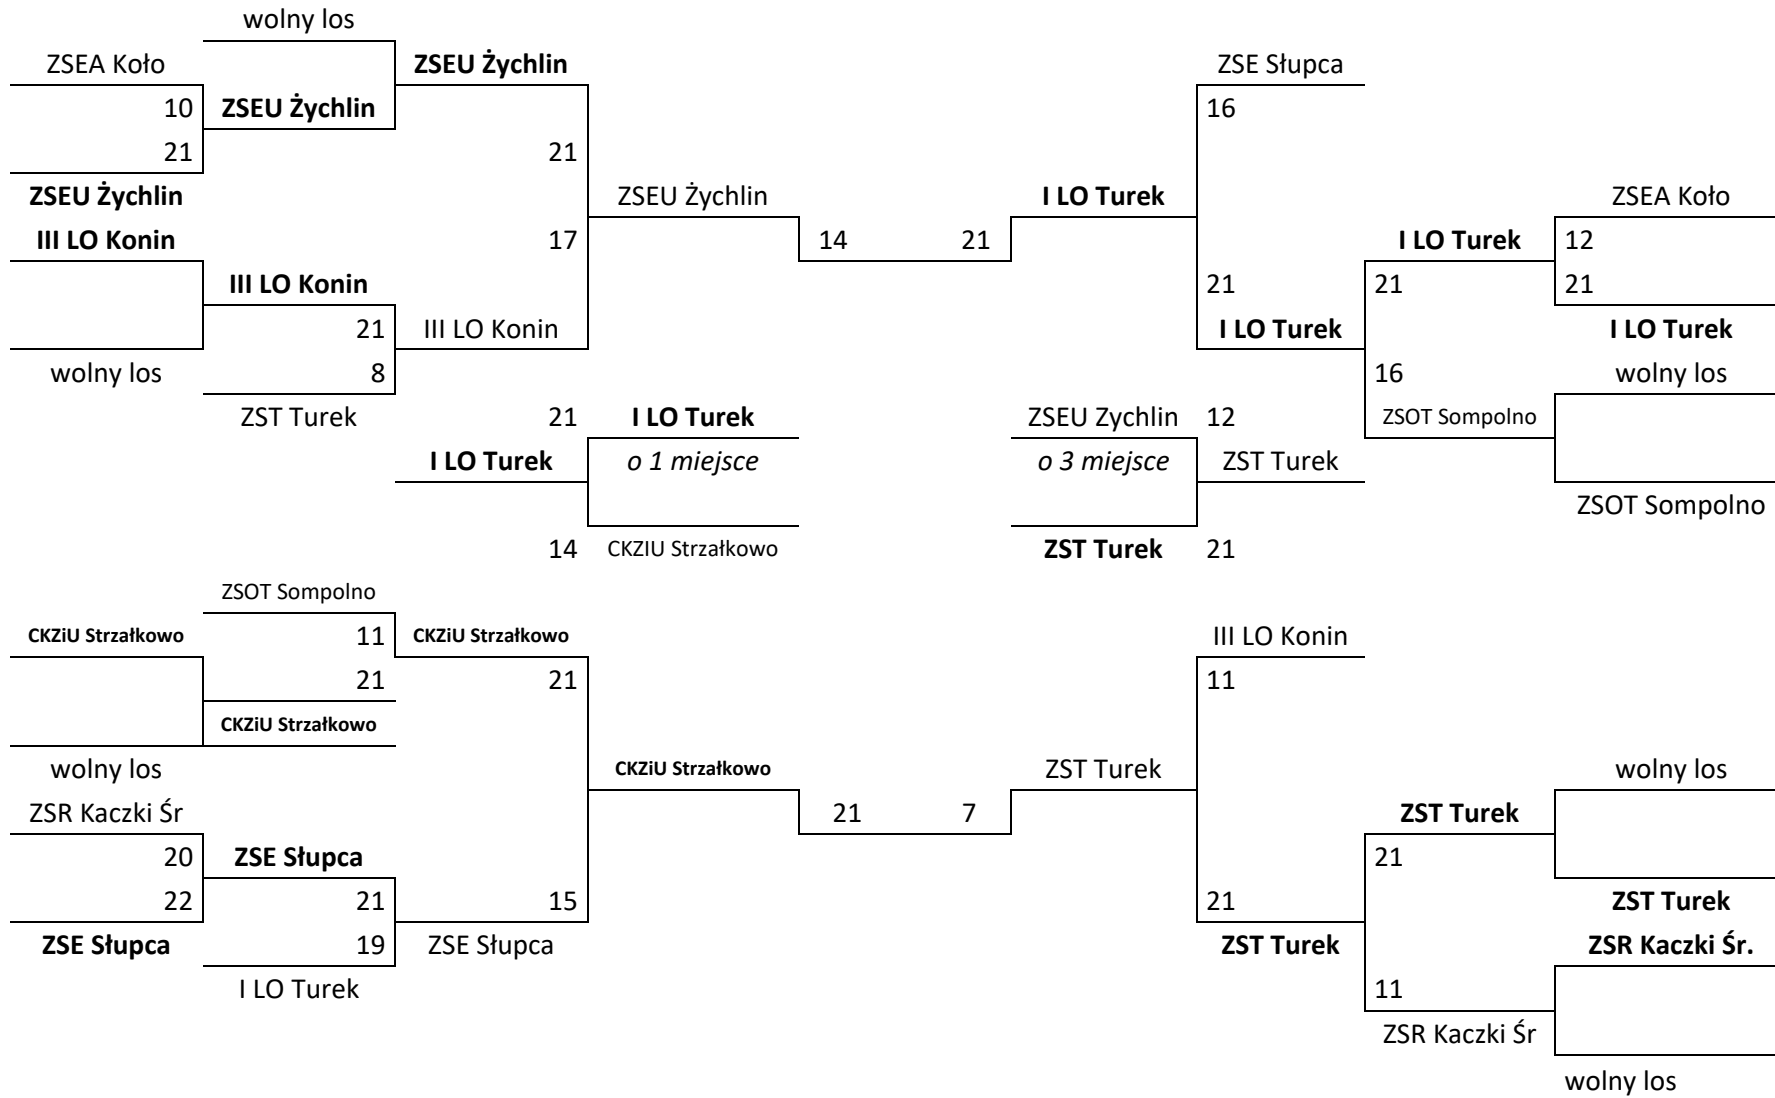 wolny los
ZSEA Koło ZSEU Żychlin ZSE Słupca
10 ZSEU Żychlin 16
21 21
ZSEU Żychlin ZSEU Żychlin I LO Turek ZSEA Koło
III LO Konin 17 14 21 I LO Turek 12
III LO Konin 21 21 21
21 III LO Konin I LO Turek I LO Turek
wolny los 8 16 wolny los
ZST Turek 21 I LO Turek ZSEU Zychlin 12 ZSOT Sompolno
I LO Turek o 1 miejsce o 3 miejsce ZST Turek
ZSOT Sompolno
14 CKZIU Strzałkowo ZST Turek 21
ZSOT Sompolno
CKZiU Strzałkowo 11 CKZiU Strzałkowo III LO Konin
21 21 11
CKZiU Strzałkowo
wolny los CKZiU Strzałkowo ZST Turek wolny los
ZSR Kaczki Śr 21 7 ZST Turek
20 ZSE Słupca 21
22 21 15 21 ZST Turek
ZSE Słupca 19 ZSE Słupca ZST Turek ZSR Kaczki Śr.
I LO Turek 11
ZSR Kaczki Śr
wolny los